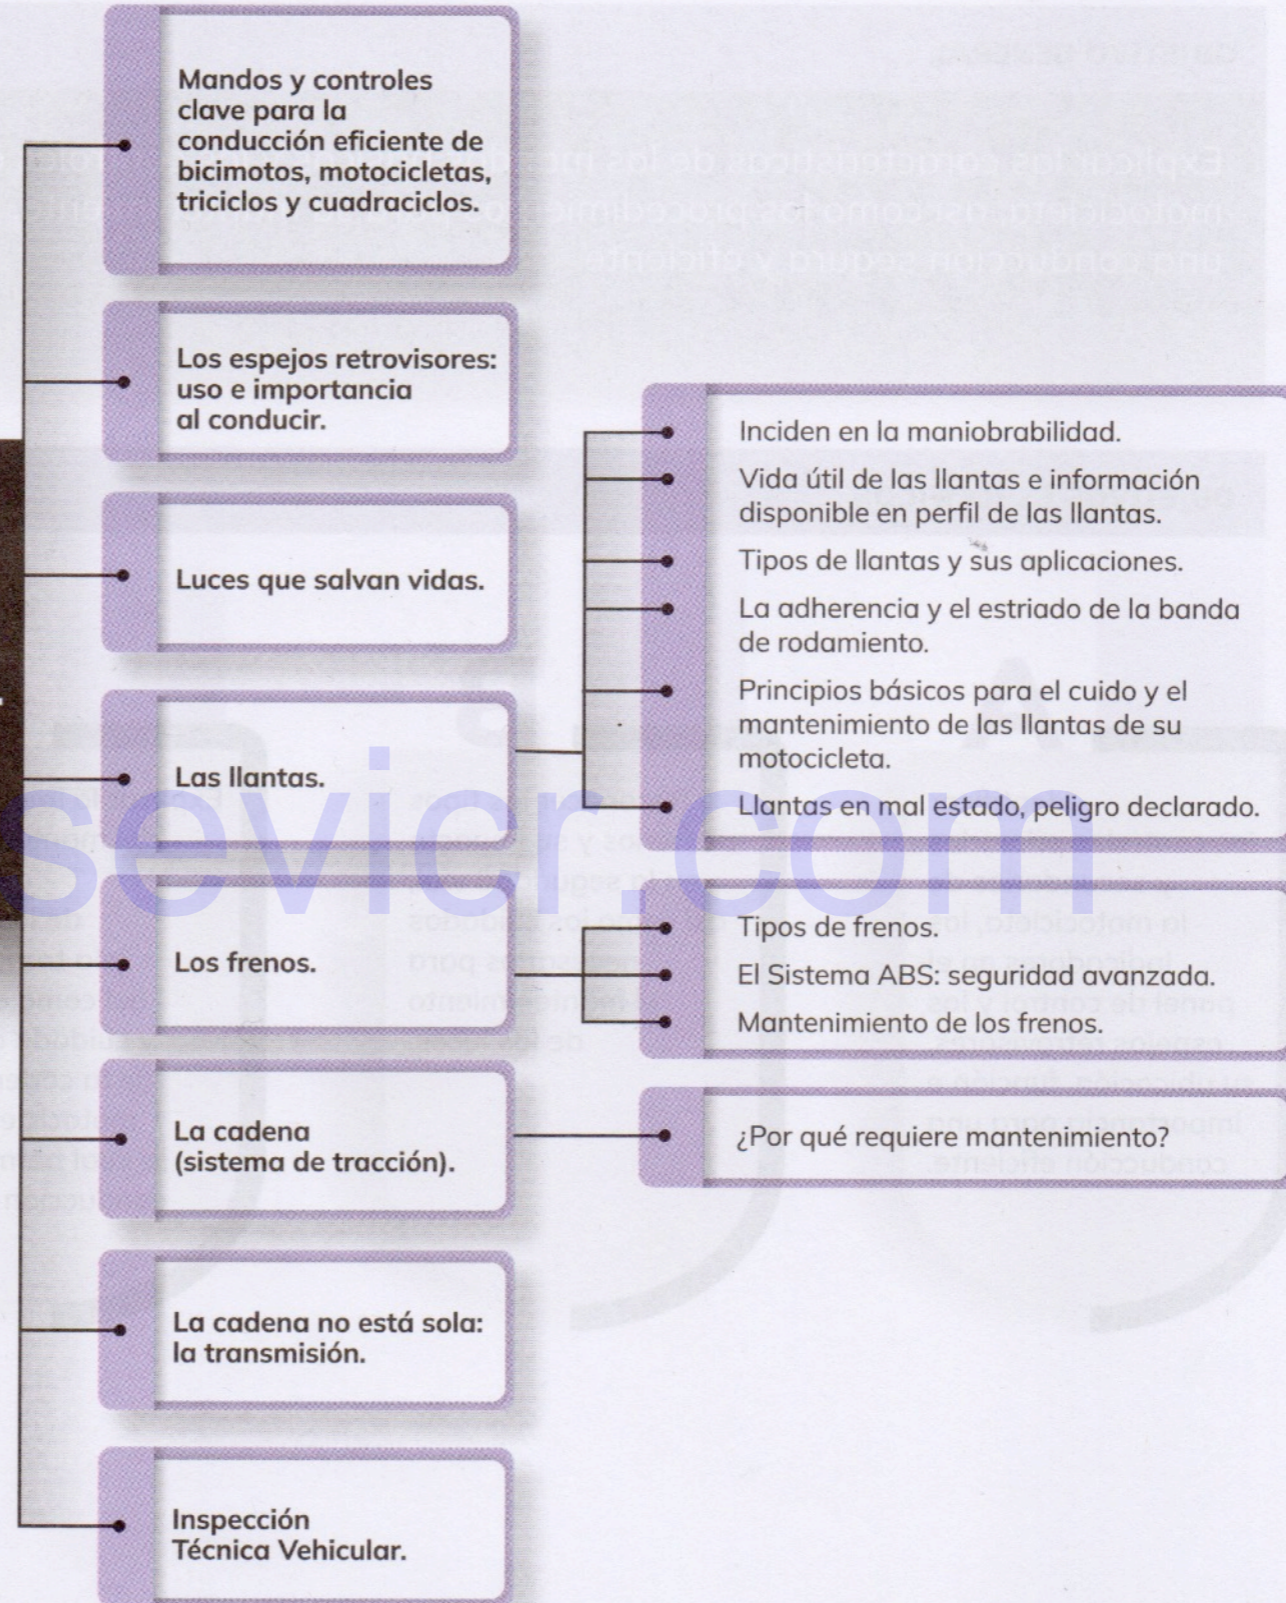 Mandos y controles
clave para la
conducción eficiente de
bicimotos, motocicletas,
triciclos y cuadraciclos.
Los espejos retrovisores:
uso e importancia
al conducir.
Luces que salvan vidas.
Las llantas.
Inciden en la maniobrabilidad.
Vida útil de las llantas e información
disponible en perfil de las llantas.
Tipos de llantas y sus aplicaciones.
La adherencia y el estriado de la banda
de rodamiento.
Principios básicos para el cuido y el
mantenimiento de las llantas de su
motocicleta.
Llantas en mal estado, peligro declarado.
Los frenos.
Tipos de frenos.
El Sistema ABS: seguridad avanzada.
Mantenimiento de los frenos.
La cadena
(sistema de tracción).
¿Por qué requiere mantenimiento?
La cadena no está sola:
la transmisión.
Inspección
Técnica Vehicular.
sevicr.com